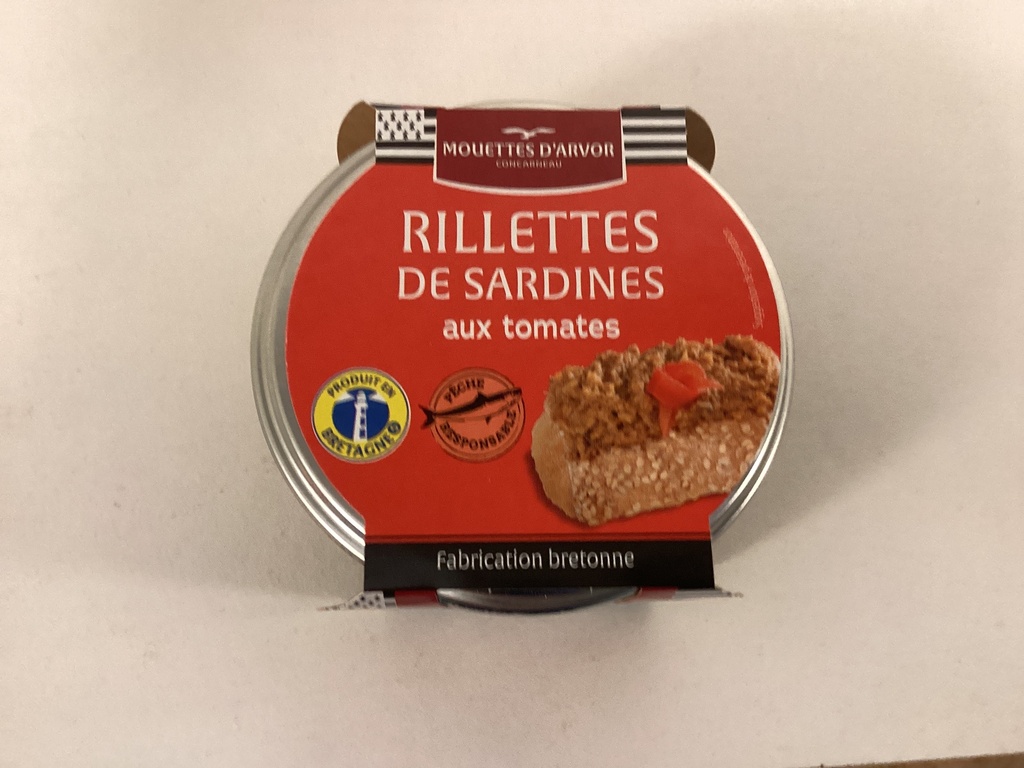 MOUETTES D'ARVOR
CONCARNEAU
RILLETTES
DE SARDINES
aux tomates
PRODUIT EN
BRETAGNE
PÊCHE
RESPONSABLE
Fabrication bretonne